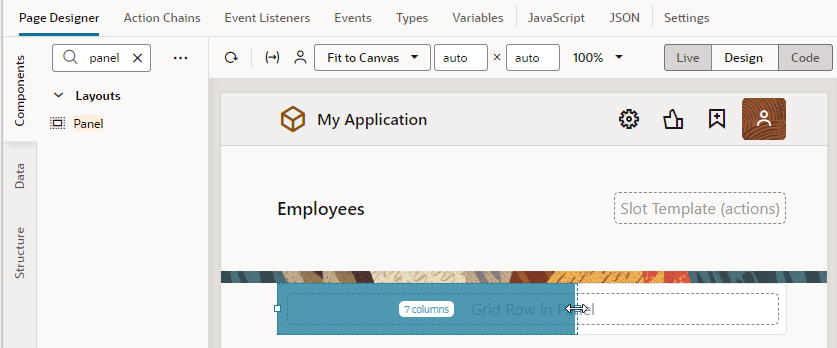 Page Designer Action Chains Event Listeners Events Types Variables JavaScript JSON Settings
Components
Data
Structure
panel
Layouts
Panel
Fit to Canvas auto × auto 100% Live Design Code
My Application
Employees Slot Template (actions)
7 columns Grid Row in Panel